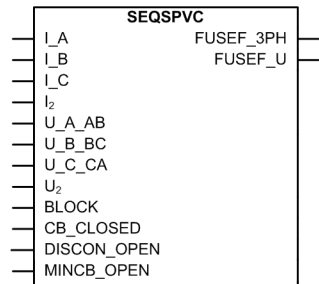 SEQSPVC
I_A
FUSEF_3PH
I_B
FUSEF_U
I_C
I₂
U_A_AB
U_B_BC
U_C_CA
U₂
BLOCK
CB_CLOSED
DISCON_OPEN
MINCB_OPEN